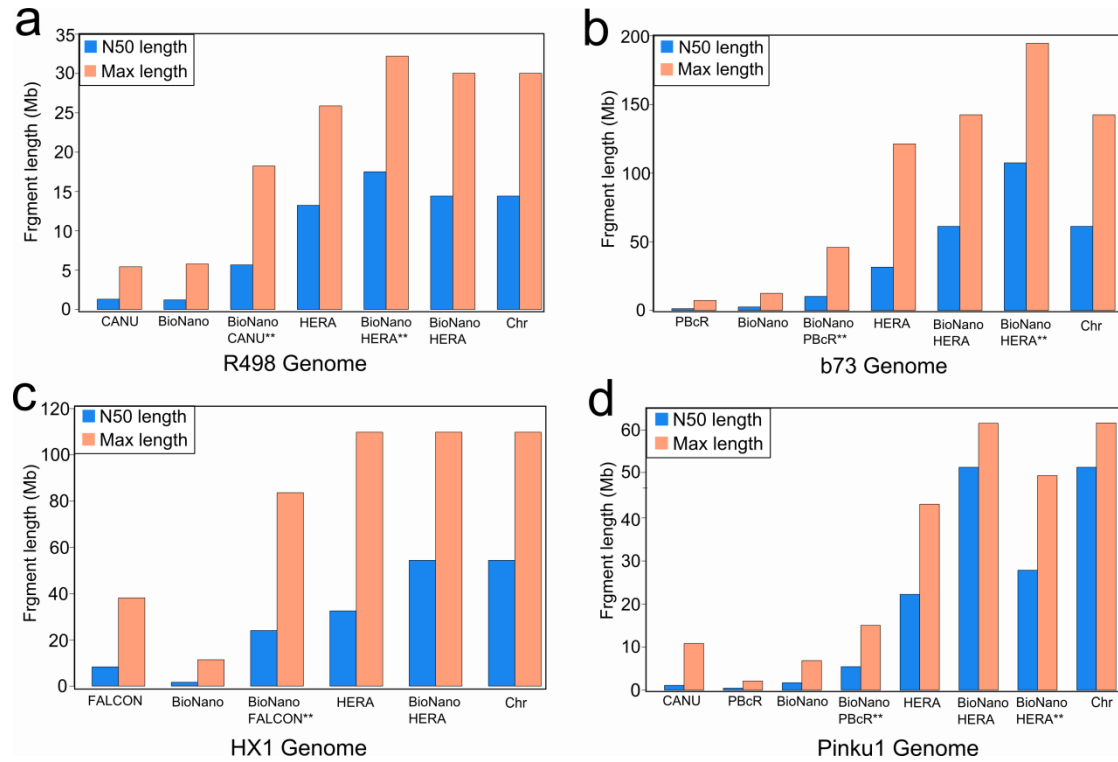 a
Frgment length (Mb)
35
30
25
20
15
10
5
0
N50 length
Max length
CANU
BioNano
BioNano CANU**
HERA
BioNano HERA**
BioNano HERA
Chr
R498 Genome
b
Frgment length (Mb)
200
150
100
50
0
N50 length
Max length
PBcR
BioNano
BioNano PBcR**
HERA
BioNano HERA
BioNano HERA**
Chr
b73 Genome
c
Frgment length (Mb)
120
100
80
60
40
20
0
N50 length
Max length
FALCON
BioNano
BioNano FALCON**
HERA
BioNano HERA
Chr
HX1 Genome
d
Frgment length (Mb)
60
50
40
30
20
10
0
N50 length
Max length
CANU
PBcR
BioNano
BioNano PBcR**
HERA
BioNano HERA
BioNano HERA**
Chr
Pinku1 Genome